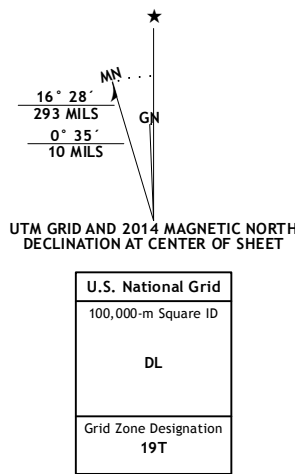 ★
MN
GN
16° 28´
293 MILS
0° 35´
10 MILS
UTM GRID AND 2014 MAGNETIC NORTH
DECLINATION AT CENTER OF SHEET
U.S. National Grid
100,000-m Square ID
DL
Grid Zone Designation
19T